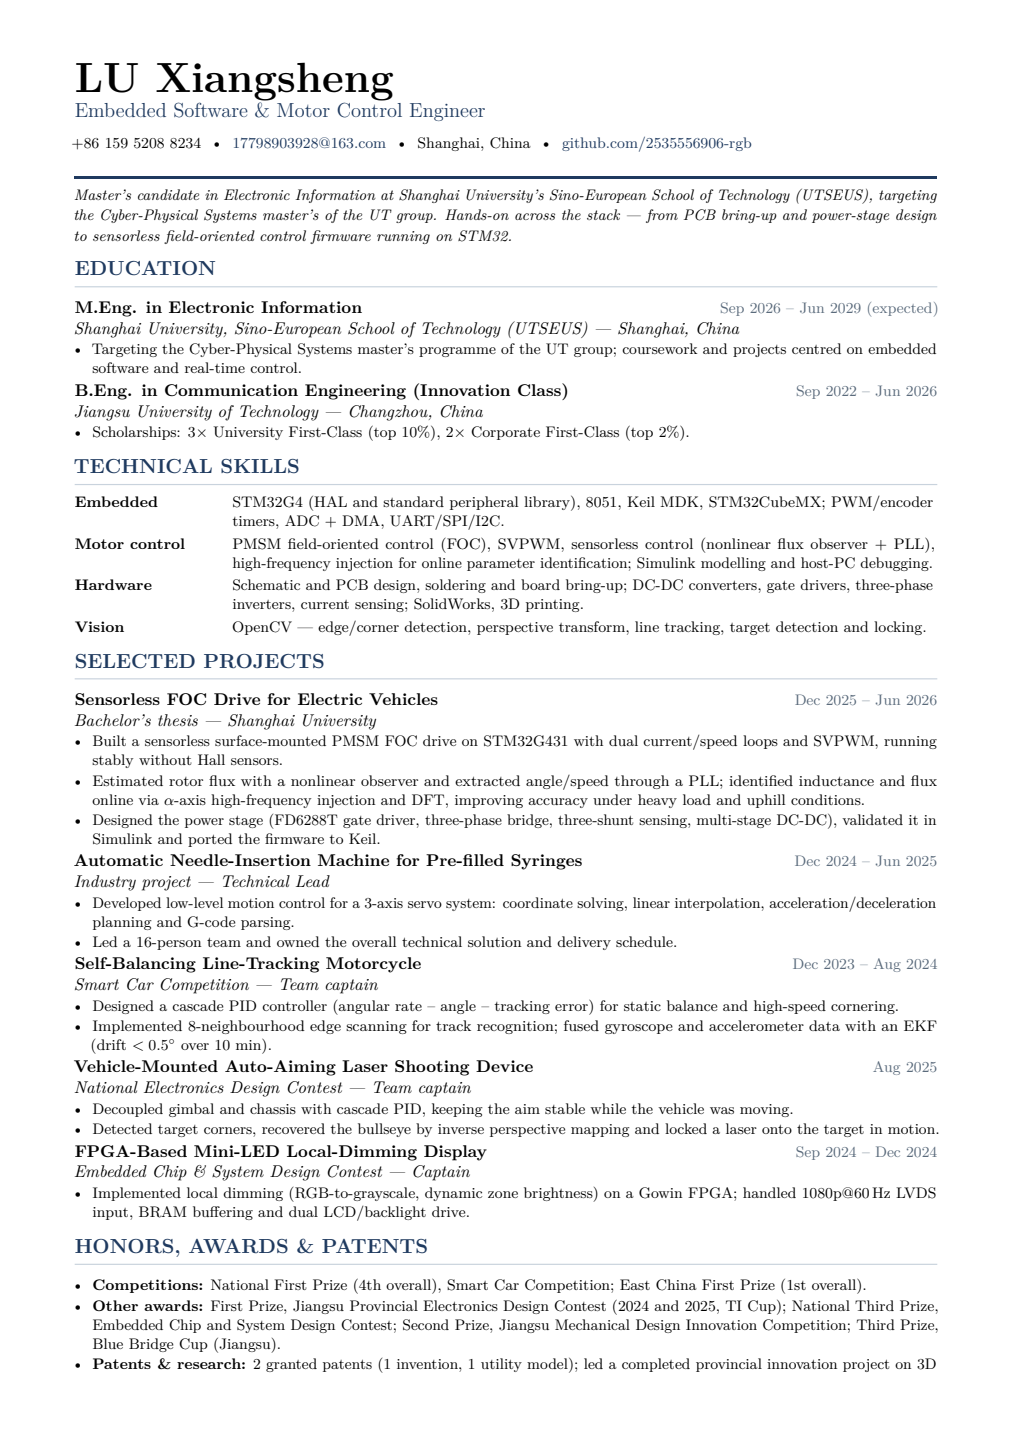 LU Xiangsheng
Embedded Software & Motor Control Engineer
+86 159 5208 8234 • 17798903928@163.com • Shanghai, China • github.com/2535556906-rgb
Master's candidate in Electronic Information at Shanghai University's Sino-European School of Technology (UTSEUS), targeting
the Cyber-Physical Systems master's of the UT group. Hands-on across the stack — from PCB bring-up and power-stage design
to sensorless field-oriented control firmware running on STM32.
EDUCATION
M.Eng. in Electronic Information Sep 2026 – Jun 2029 (expected)
Shanghai University, Sino-European School of Technology (UTSEUS) — Shanghai, China
• Targeting the Cyber-Physical Systems master's programme of the UT group; coursework and projects centred on embedded
software and real-time control.
B.Eng. in Communication Engineering (Innovation Class) Sep 2022 – Jun 2026
Jiangsu University of Technology — Changzhou, China
• Scholarships: 3× University First-Class (top 10%), 2× Corporate First-Class (top 2%).
TECHNICAL SKILLS
Embedded STM32G4 (HAL and standard peripheral library), 8051, Keil MDK, STM32CubeMX; PWM/encoder
timers, ADC + DMA, UART/SPI/I2C.
Motor control PMSM field-oriented control (FOC), SVPWM, sensorless control (nonlinear flux observer + PLL),
high-frequency injection for online parameter identification; Simulink modelling and host-PC debugging.
Hardware Schematic and PCB design, soldering and board bring-up; DC-DC converters, gate drivers, three-phase
inverters, current sensing; SolidWorks, 3D printing.
Vision OpenCV — edge/corner detection, perspective transform, line tracking, target detection and locking.
SELECTED PROJECTS
Sensorless FOC Drive for Electric Vehicles Dec 2025 – Jun 2026
Bachelor's thesis — Shanghai University
• Built a sensorless surface-mounted PMSM FOC drive on STM32G431 with dual current/speed loops and SVPWM, running
stably without Hall sensors.
• Estimated rotor flux with a nonlinear observer and extracted angle/speed through a PLL; identified inductance and flux
online via α-axis high-frequency injection and DFT, improving accuracy under heavy load and uphill conditions.
• Designed the power stage (FD6288T gate driver, three-phase bridge, three-shunt sensing, multi-stage DC-DC), validated it in
Simulink and ported the firmware to Keil.
Automatic Needle-Insertion Machine for Pre-filled Syringes Dec 2024 – Jun 2025
Industry project — Technical Lead
• Developed low-level motion control for a 3-axis servo system: coordinate solving, linear interpolation, acceleration/deceleration
planning and G-code parsing.
• Led a 16-person team and owned the overall technical solution and delivery schedule.
Self-Balancing Line-Tracking Motorcycle Dec 2023 – Aug 2024
Smart Car Competition — Team captain
• Designed a cascade PID controller (angular rate – angle – tracking error) for static balance and high-speed cornering.
• Implemented 8-neighbourhood edge scanning for track recognition; fused gyroscope and accelerometer data with an EKF
(drift < 0.5° over 10 min).
Vehicle-Mounted Auto-Aiming Laser Shooting Device Aug 2025
National Electronics Design Contest — Team captain
• Decoupled gimbal and chassis with cascade PID, keeping the aim stable while the vehicle was moving.
• Detected target corners, recovered the bullseye by inverse perspective mapping and locked a laser onto the target in motion.
FPGA-Based Mini-LED Local-Dimming Display Sep 2024 – Dec 2024
Embedded Chip & System Design Contest — Captain
• Implemented local dimming (RGB-to-grayscale, dynamic zone brightness) on a Gowin FPGA; handled 1080p@60 Hz LVDS
input, BRAM buffering and dual LCD/backlight drive.
HONORS, AWARDS & PATENTS
• Competitions: National First Prize (4th overall), Smart Car Competition; East China First Prize (1st overall).
• Other awards: First Prize, Jiangsu Provincial Electronics Design Contest (2024 and 2025, TI Cup); National Third Prize,
Embedded Chip and System Design Contest; Second Prize, Jiangsu Mechanical Design Innovation Competition; Third Prize,
Blue Bridge Cup (Jiangsu).
• Patents & research: 2 granted patents (1 invention, 1 utility model); led a completed provincial innovation project on 3D